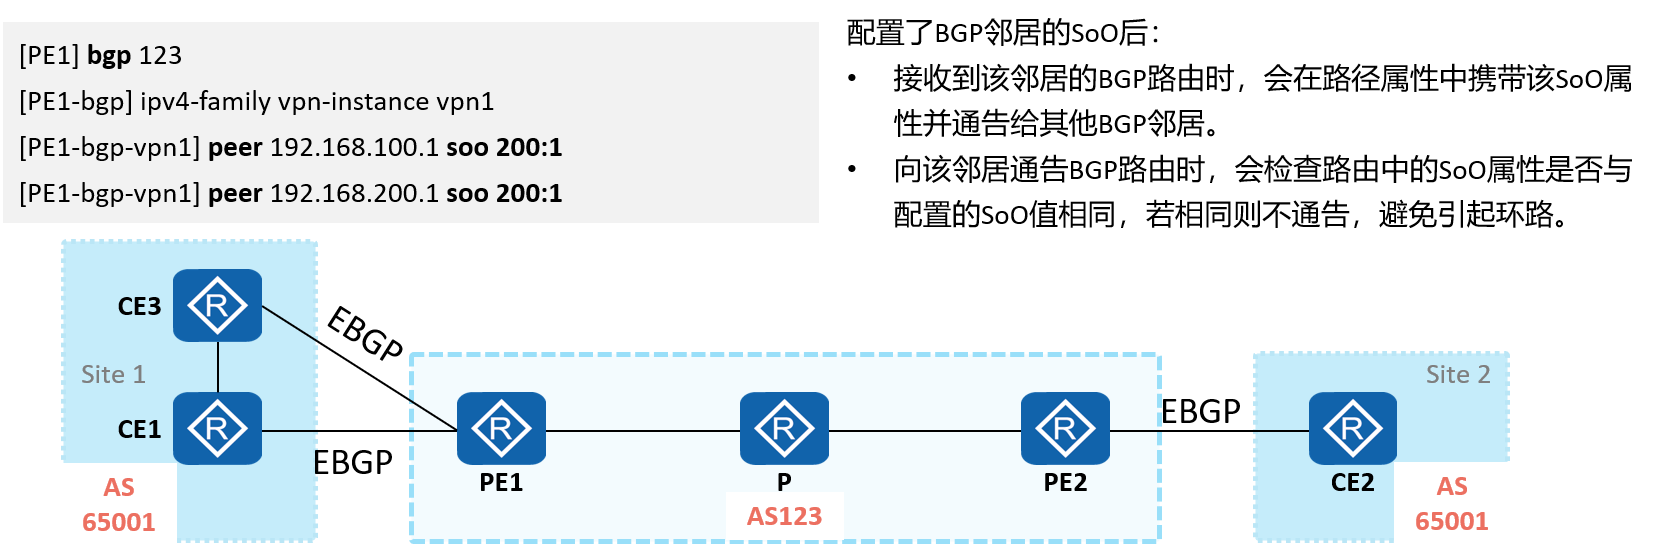 [PE1] bgp 123
[PE1-bgp] ipv4-family vpn-instance vpn1
[PE1-bgp-vpn1] peer 192.168.100.1 soo 200:1
[PE1-bgp-vpn1] peer 192.168.200.1 soo 200:1
配置了BGP邻居的SoO后：
• 接收到该邻居的BGP路由时，会在路径属性中携带该SoO属
性并通告给其他BGP邻居。
• 向该邻居通告BGP路由时，会检查路由中的SoO属性是否与
配置的SoO值相同，若相同则不通告，避免引起环路。
CE3
R
EBGP
Site 1
Site 2
CE1
R
EBGP
R
PE1
R
P
R
PE2
EBGP
R
CE2
AS
65001
AS123
AS
65001